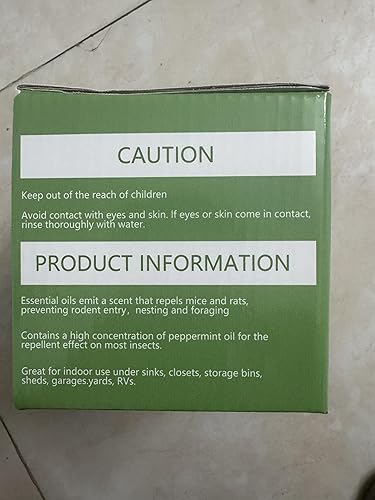 CAUTION
Keep out of the reach of children
Avoid contact with eyes and skin. If eyes or skin come in contact,
rinse thoroughly with water.
PRODUCT INFORMATION
Essential oils emit a scent that repels mice and rats,
preventing rodent entry, nesting and foraging
Contains a high concentration of peppermint oil for the
repellent effect on most insects.
Great for indoor use under sinks, closets, storage bins,
sheds, garages.yards, RVs.